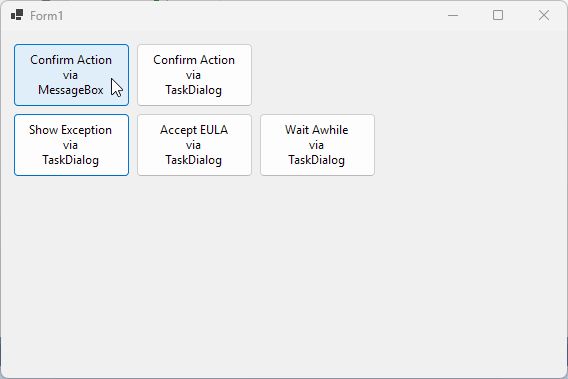 Form1
Confirm Action
via
MessageBox
Confirm Action
via
TaskDialog
Show Exception
via
TaskDialog
Accept EULA
via
TaskDialog
Wait Awhile
via
TaskDialog